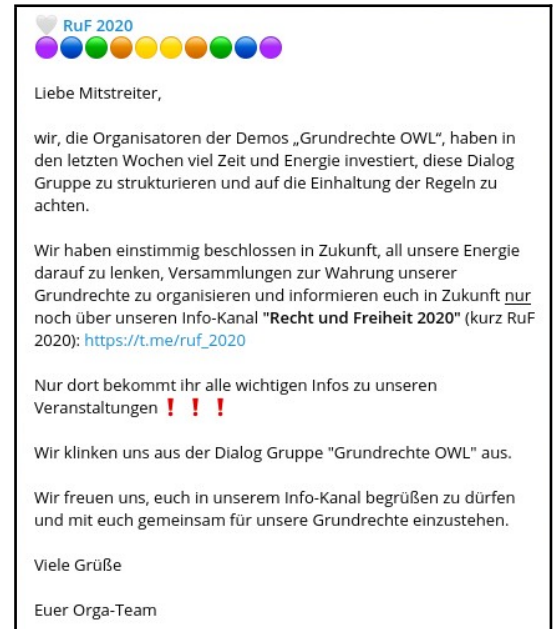 🤍 RuF 2020
🟣🔵🟢🟠🟡🟡🟠🟢🔵🟣
Liebe Mitstreiter,
wir, die Organisatoren der Demos „Grundrechte OWL“, haben in
den letzten Wochen viel Zeit und Energie investiert, diese Dialog
Gruppe zu strukturieren und auf die Einhaltung der Regeln zu
achten.
Wir haben einstimmig beschlossen in Zukunft, all unsere Energie
darauf zu lenken, Versammlungen zur Wahrung unserer
Grundrechte zu organisieren und informieren euch in Zukunft nur
noch über unseren Info-Kanal "Recht und Freiheit 2020" (kurz RuF
2020): https://t.me/ruf_2020
Nur dort bekommt ihr alle wichtigen Infos zu unseren
Veranstaltungen ❗❗❗
Wir klinken uns aus der Dialog Gruppe "Grundrechte OWL" aus.
Wir freuen uns, euch in unserem Info-Kanal begrüßen zu dürfen
und mit euch gemeinsam für unsere Grundrechte einzustehen.
Viele Grüße
Euer Orga-Team